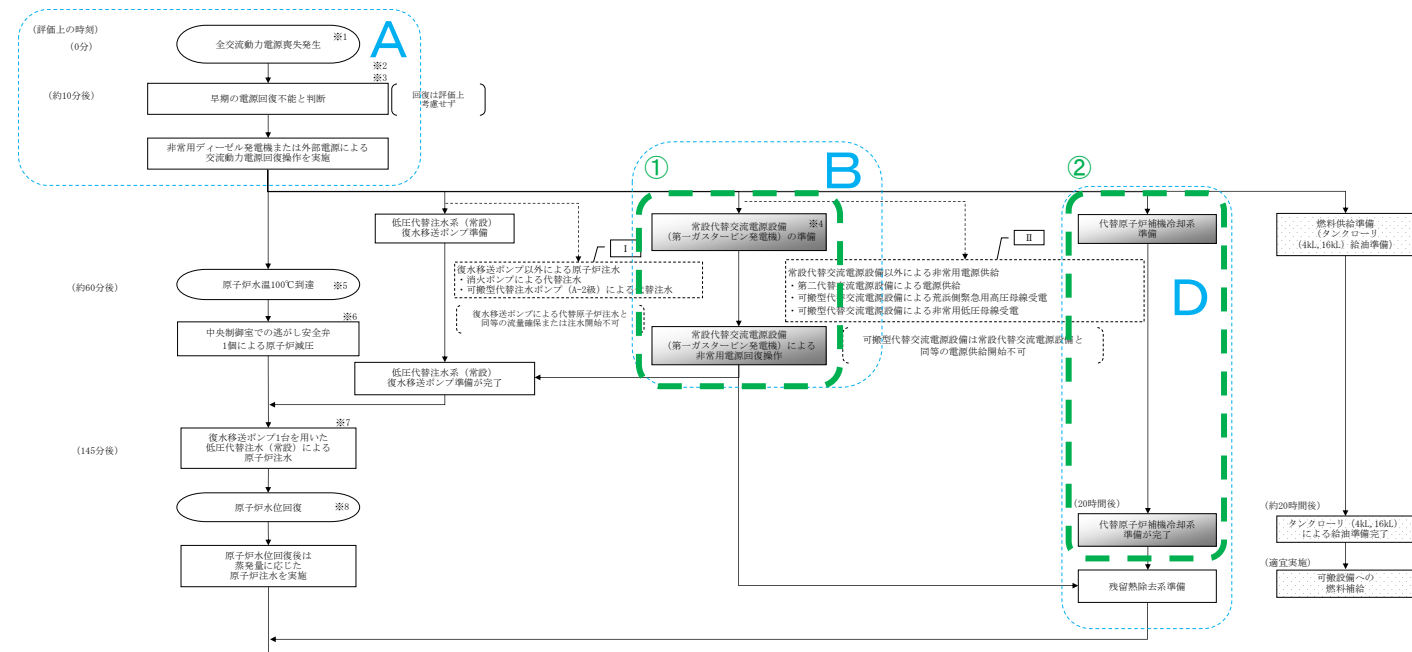 (評価上の時刻)
(0分)
全交流動力電源喪失発生
※1
A
※2
※3
(約10分後)
早期の電源回復不能と判断
回復は評価上
考慮せず
非常用ディーゼル発電機または外部電源による
交流動力電源回復操作を実施
①
B
②
低圧代替注水系（常設）
復水移送ポンプ準備
常設代替交流電源設備
(第一ガスタービン発電機) の準備
※4
代替原子炉補機冷却系
準備
燃料供給準備
(タンクローリ
(4kL, 16kL) 給油準備)
Ⅰ
Ⅱ
復水移送ポンプ以外による原子炉注水
・消火ポンプによる代替注水
・可搬型代替注水ポンプ（A-2級）による代替注水
常設代替交流電源設備以外による非常用電源供給
・第二代替交流電源設備による電源供給
・可搬型代替交流電源設備による荒浜側緊急用高圧母線受電
・可搬型代替交流電源設備による非常用低圧母線受電
D
(約60分後)
原子炉水温100℃到達
※5
復水移送ポンプによる代替原子炉注水と
同等の流量確保または注水開始不可
※6
中央制御室での逃がし安全弁
1個による原子炉減圧
常設代替交流電源設備
(第一ガスタービン発電機) による
非常用電源回復操作
可搬型代替交流電源設備は常設代替交流電源設備と
同等の電源供給開始不可
低圧代替注水系（常設）
復水移送ポンプ準備が完了
※7
(145分後)
復水移送ポンプ1台を用いた
低圧代替注水（常設）による
原子炉注水
原子炉水位回復
※8
(20時間後)
代替原子炉補機冷却系
準備が完了
(約20時間後)
タンクローリ (4kL, 16kL)
による給油準備完了
原子炉水位回復後は
蒸発量に応じた
原子炉注水を実施
残留熱除去系準備
(適宜実施)
可搬設備への
燃料補給